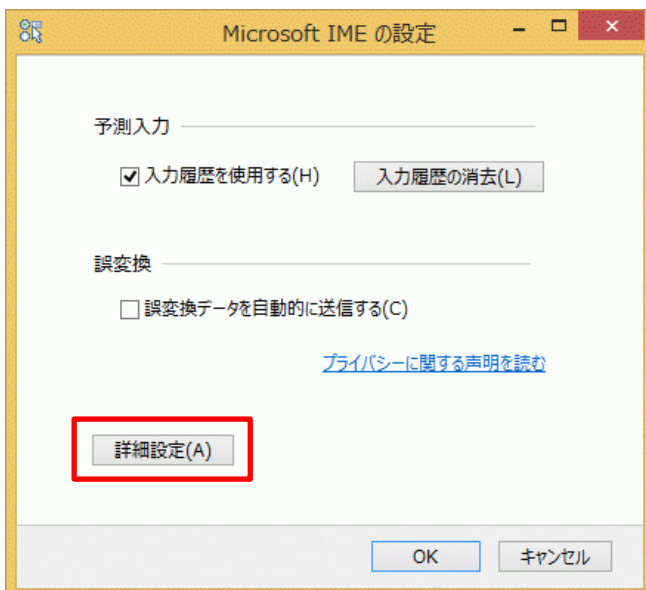 Microsoft IME の設定
予測入力
入力履歴を使用する(H) 入力履歴の消去(L)
誤変換
誤変換データを自動的に送信する(C)
プライバシーに関する声明を読む
詳細設定(A)
OK キャンセル